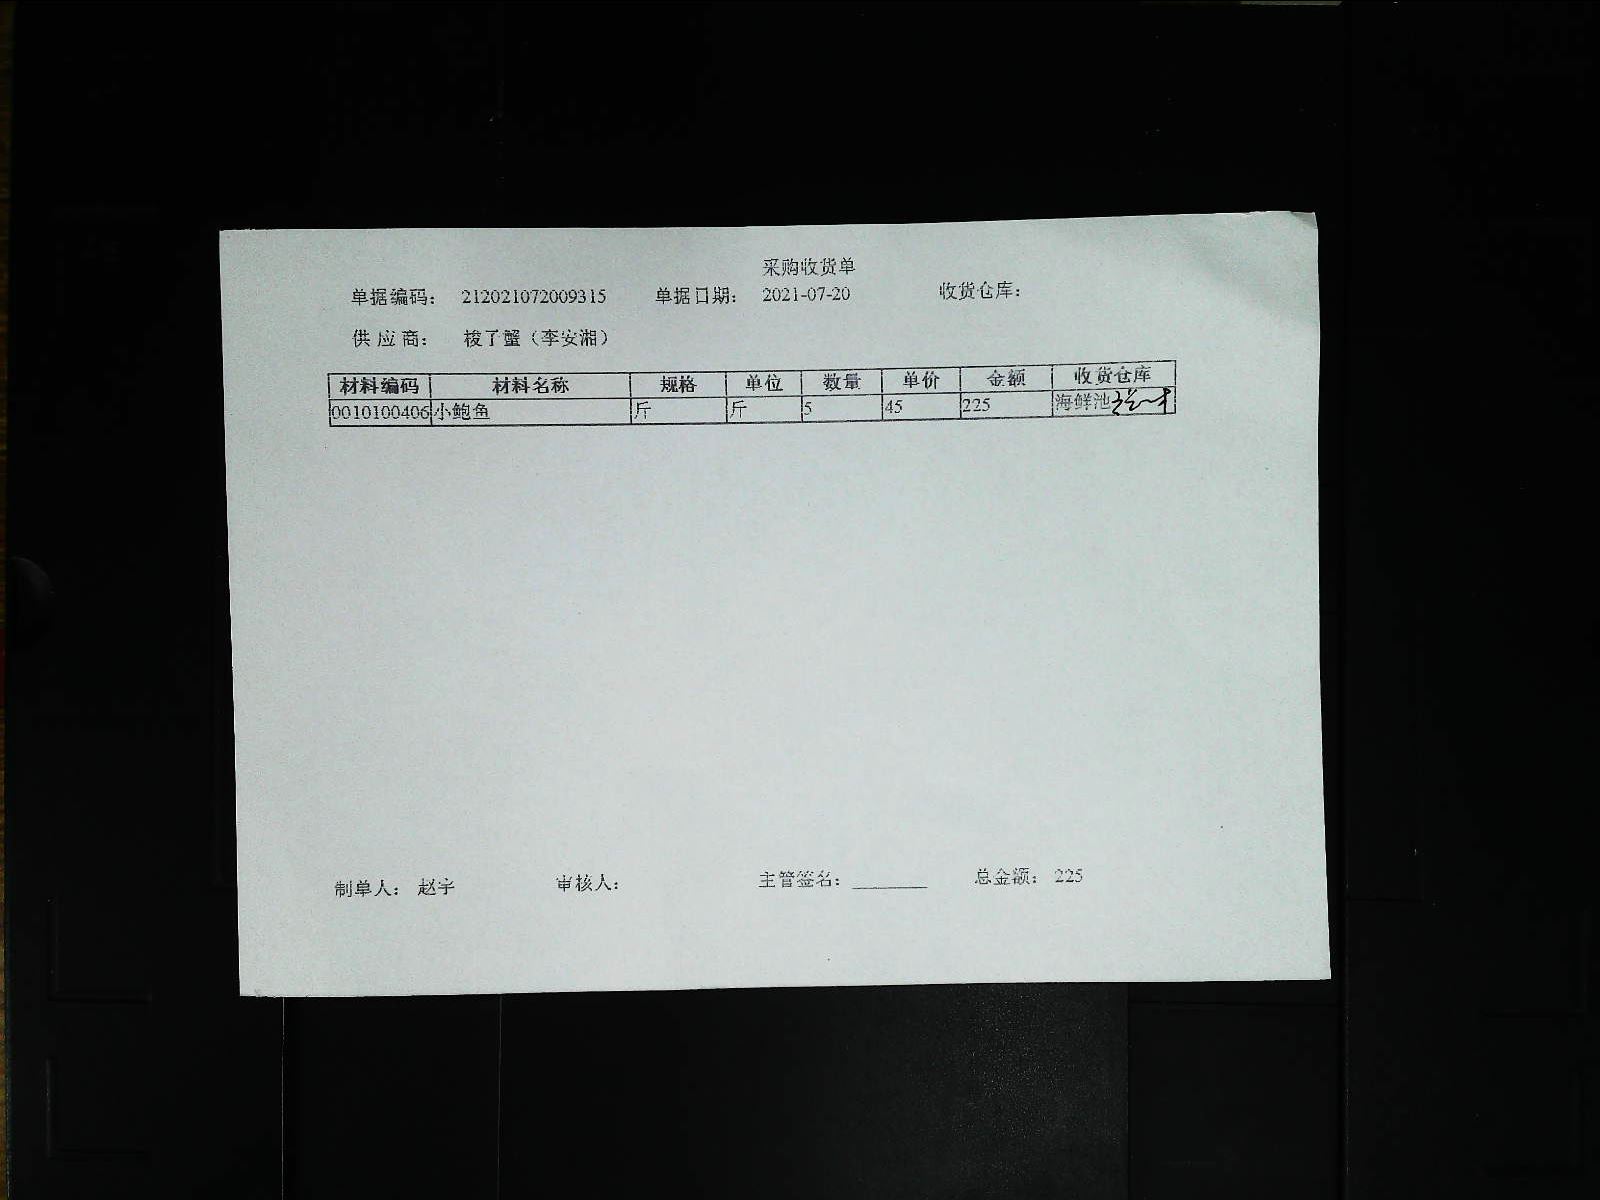 采购收货单
单据编码： 212021072009315 单据日期： 2021-07-20 收货仓库：
供应商： 梭子蟹（李安湘）
材料编码 材料名称 规格 单位 数量 单价 金额 收货仓库
0010100406 小鲍鱼 斤 斤 5 45 225 海鲜池
制单人： 赵宇 审核人： 主管签名： ________ 总金额： 225